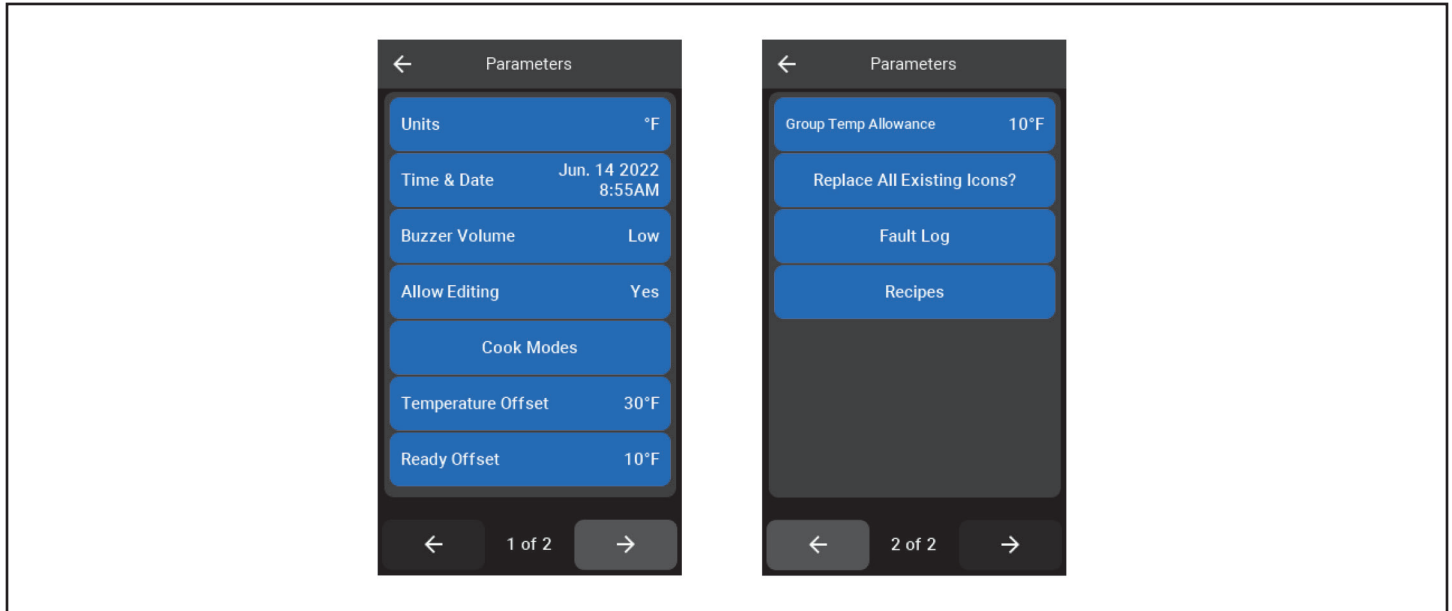 Parameters
Units °F
Time & Date Jun. 14 2022
8:55AM
Buzzer Volume Low
Allow Editing Yes
Cook Modes
Temperature Offset 30°F
Ready Offset 10°F
1 of 2
Parameters
Group Temp Allowance 10°F
Replace All Existing Icons?
Fault Log
Recipes
2 of 2